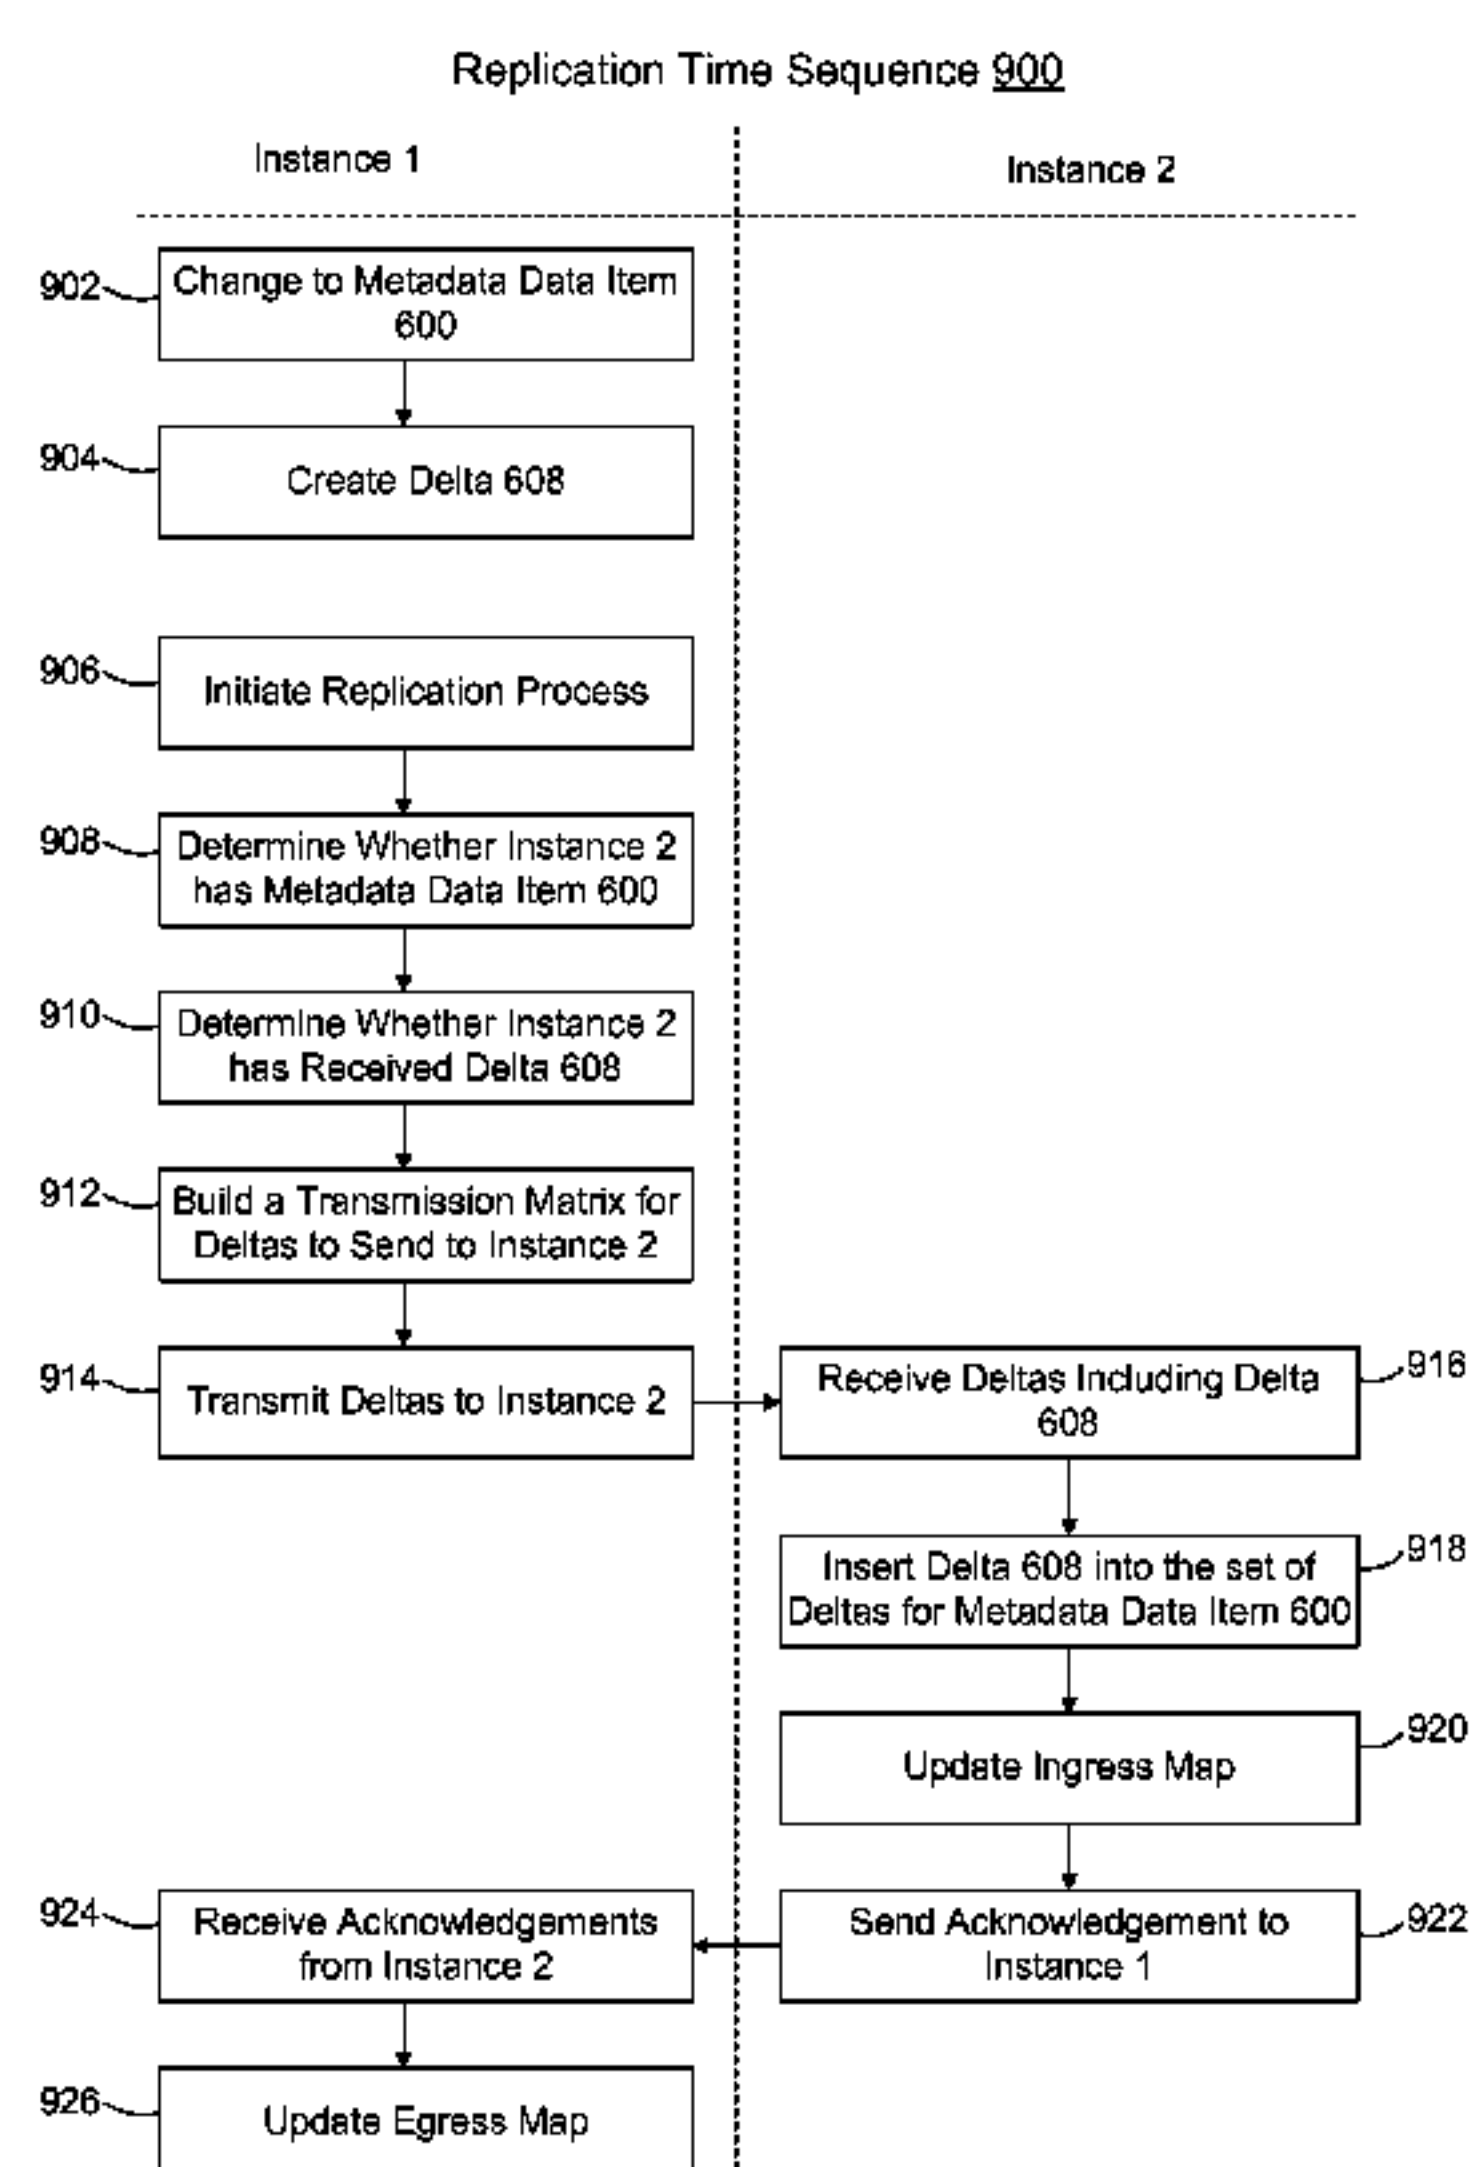 Replication Time Sequence 900
Instance 1
Instance 2
902
Change to Metadata Data Item
600
904
Create Delta 608
906
Initiate Replication Process
908
Determine Whether Instance 2
has Metadata Data Item 600
910
Determine Whether Instance 2
has Received Delta 608
912
Build a Transmission Matrix for
Deltas to Send to Instance 2
914
Transmit Deltas to Instance 2
Receive Deltas Including Delta
608
916
Insert Delta 608 into the set of
Deltas for Metadata Data Item 600
918
Update Ingress Map
920
Send Acknowledgement to
Instance 1
922
924
Receive Acknowledgements
from Instance 2
926
Update Egress Map